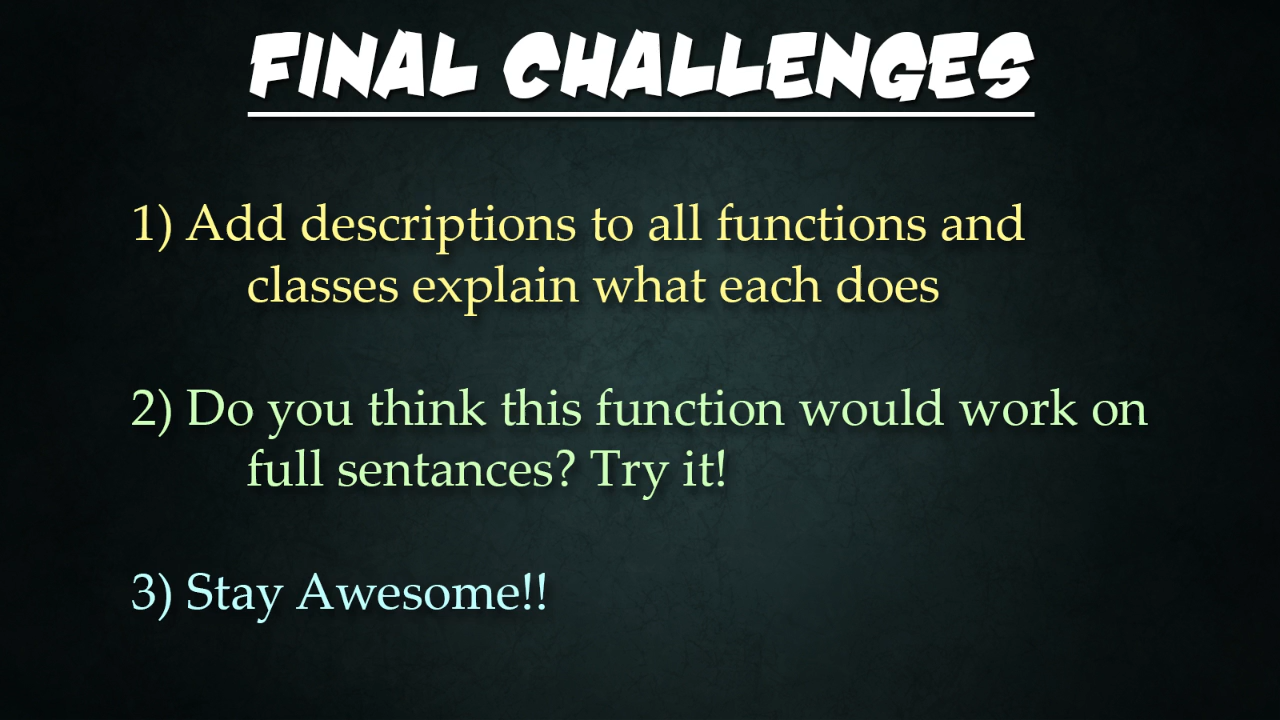 FINAL CHALLENGES
1) Add descriptions to all functions and
classes explain what each does
2) Do you think this function would work on
full sentances? Try it!
3) Stay Awesome!!